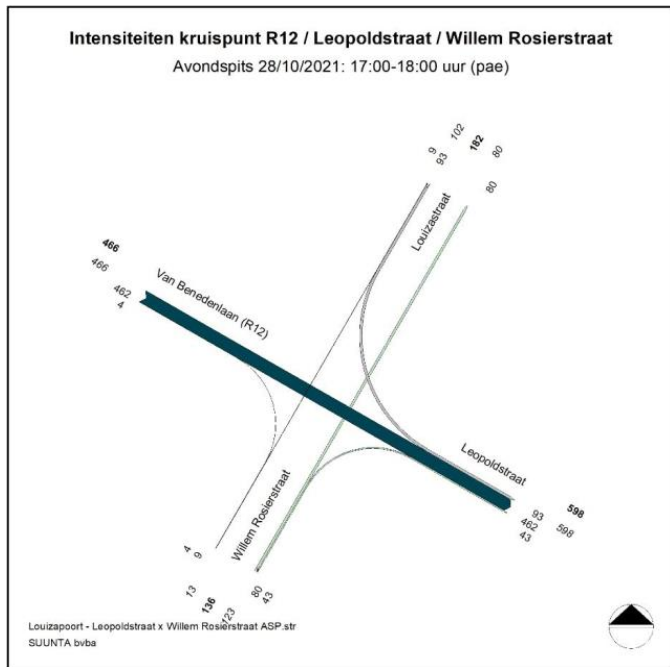 Intensiteiten kruispunt R12 / Leopoldstraat / Willem Rosierstraat
Avondspits 28/10/2021: 17:00-18:00 uur (pae)
9
93
102
182
80
80
Louizastraat
466
466
462
4
Van Benedenlaan (R12)
Leopoldstraat
93
462
43
598
598
Willem Rosierstraat
4
9
13
136
123
80
43
Louizapoort - Leopoldstraat x Willem Rosierstraat ASP.str
SUUNTA bvba